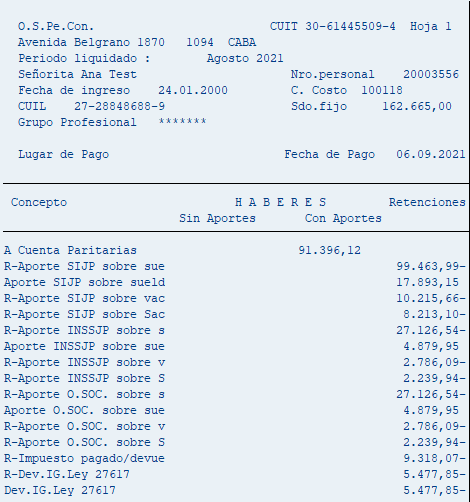 O.S.Pe.Con. CUIT 30-61445509-4 Hoja 1
Avenida Belgrano 1870 1094 CABA
Periodo liquidado : Agosto 2021
Señorita Ana Test Nro.personal 20003556
Fecha de ingreso 24.01.2000 C. Costo 100118
CUIL 27-28848688-9 Sdo.fijo 162.665,00
Grupo Profesional *******
Lugar de Pago Fecha de Pago 06.09.2021
Concepto H A B E R E S Retenciones
Sin Aportes Con Aportes
A Cuenta Paritarias 91.396,12
R-Aporte SIJP sobre sue 99.463,99-
Aporte SIJP sobre sueld 17.893,15
R-Aporte SIJP sobre vac 10.215,66-
R-Aporte SIJP sobre Sac 8.213,10-
R-Aporte INSSJP sobre s 27.126,54-
Aporte INSSJP sobre sue 4.879,95
R-Aporte INSSJP sobre v 2.786,09-
R-Aporte INSSJP sobre S 2.239,94-
R-Aporte O.SOC. sobre s 27.126,54-
Aporte O.SOC. sobre sue 4.879,95
R-Aporte O.SOC. sobre v 2.786,09-
R-Aporte O.SOC. sobre S 2.239,94-
R-Impuesto pagado/devue 9.318,07-
R-Dev.IG.Ley 27617 5.477,85-
Dev.IG.Ley 27617 5.477,85-